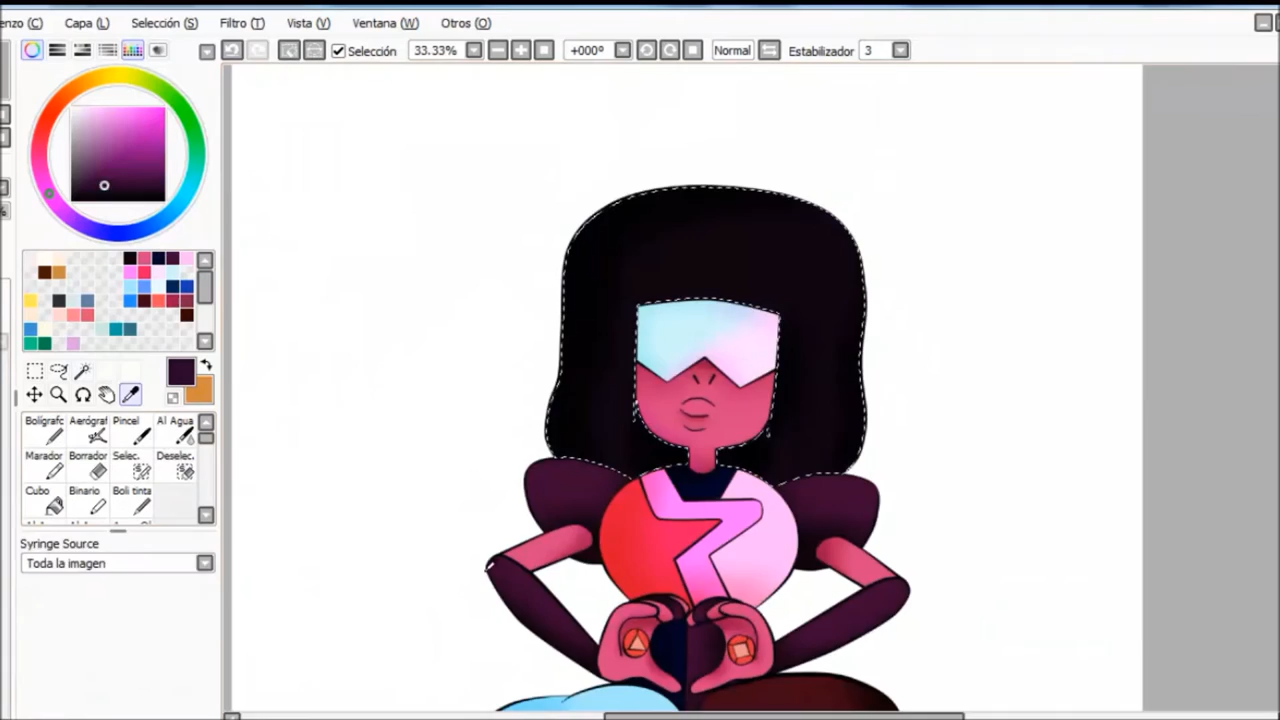 enzo (C) Capa (L) Selección (S) Filtro (T) Vista (V) Ventana (W) Otros (O)
Selección 33.33% +000º Normal Estabilizador 3
Bolígrafc Aerógraf Pincel Al Agua
Marador Borrador Selec. Deselec.
Cubo Binario Boli tinta
Syringe Source
Toda la imagen